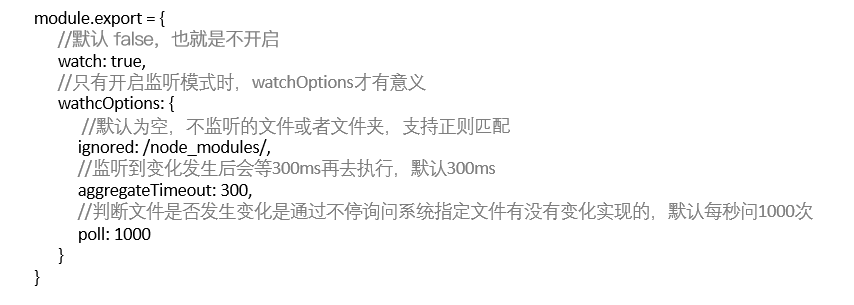 module.export = {
//默认 false，也就是不开启
watch: true,
//只有开启监听模式时，watchOptions才有意义
wathcOptions: {
//默认为空，不监听的文件或者文件夹，支持正则匹配
ignored: /node_modules/,
//监听到变化发生后会等300ms再去执行，默认300ms
aggregateTimeout: 300,
//判断文件是否发生变化是通过不停询问系统指定文件有没有变化实现的，默认每秒问1000次
poll: 1000
}
}